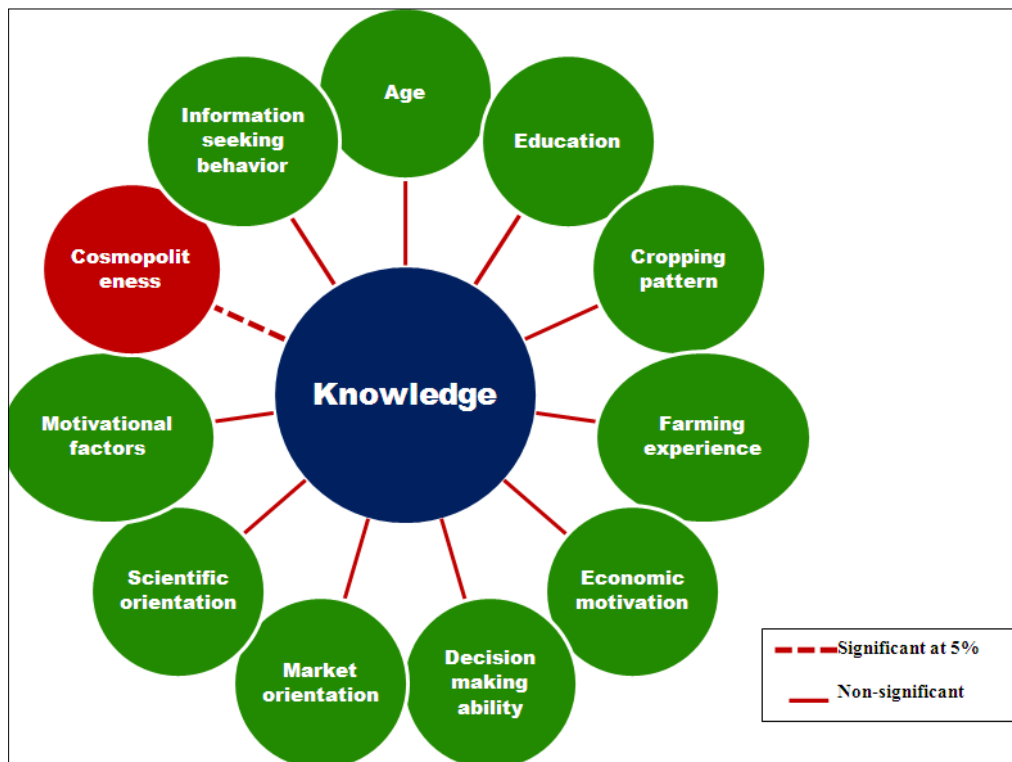 Age
Education
Cropping
pattern
Farming
experience
Economic
motivation
Decision
making
ability
Market
orientation
Scientific
orientation
Motivational
factors
Cosmopolit
eness
Information
seeking
behavior
Knowledge
Significant at 5%
Non-significant